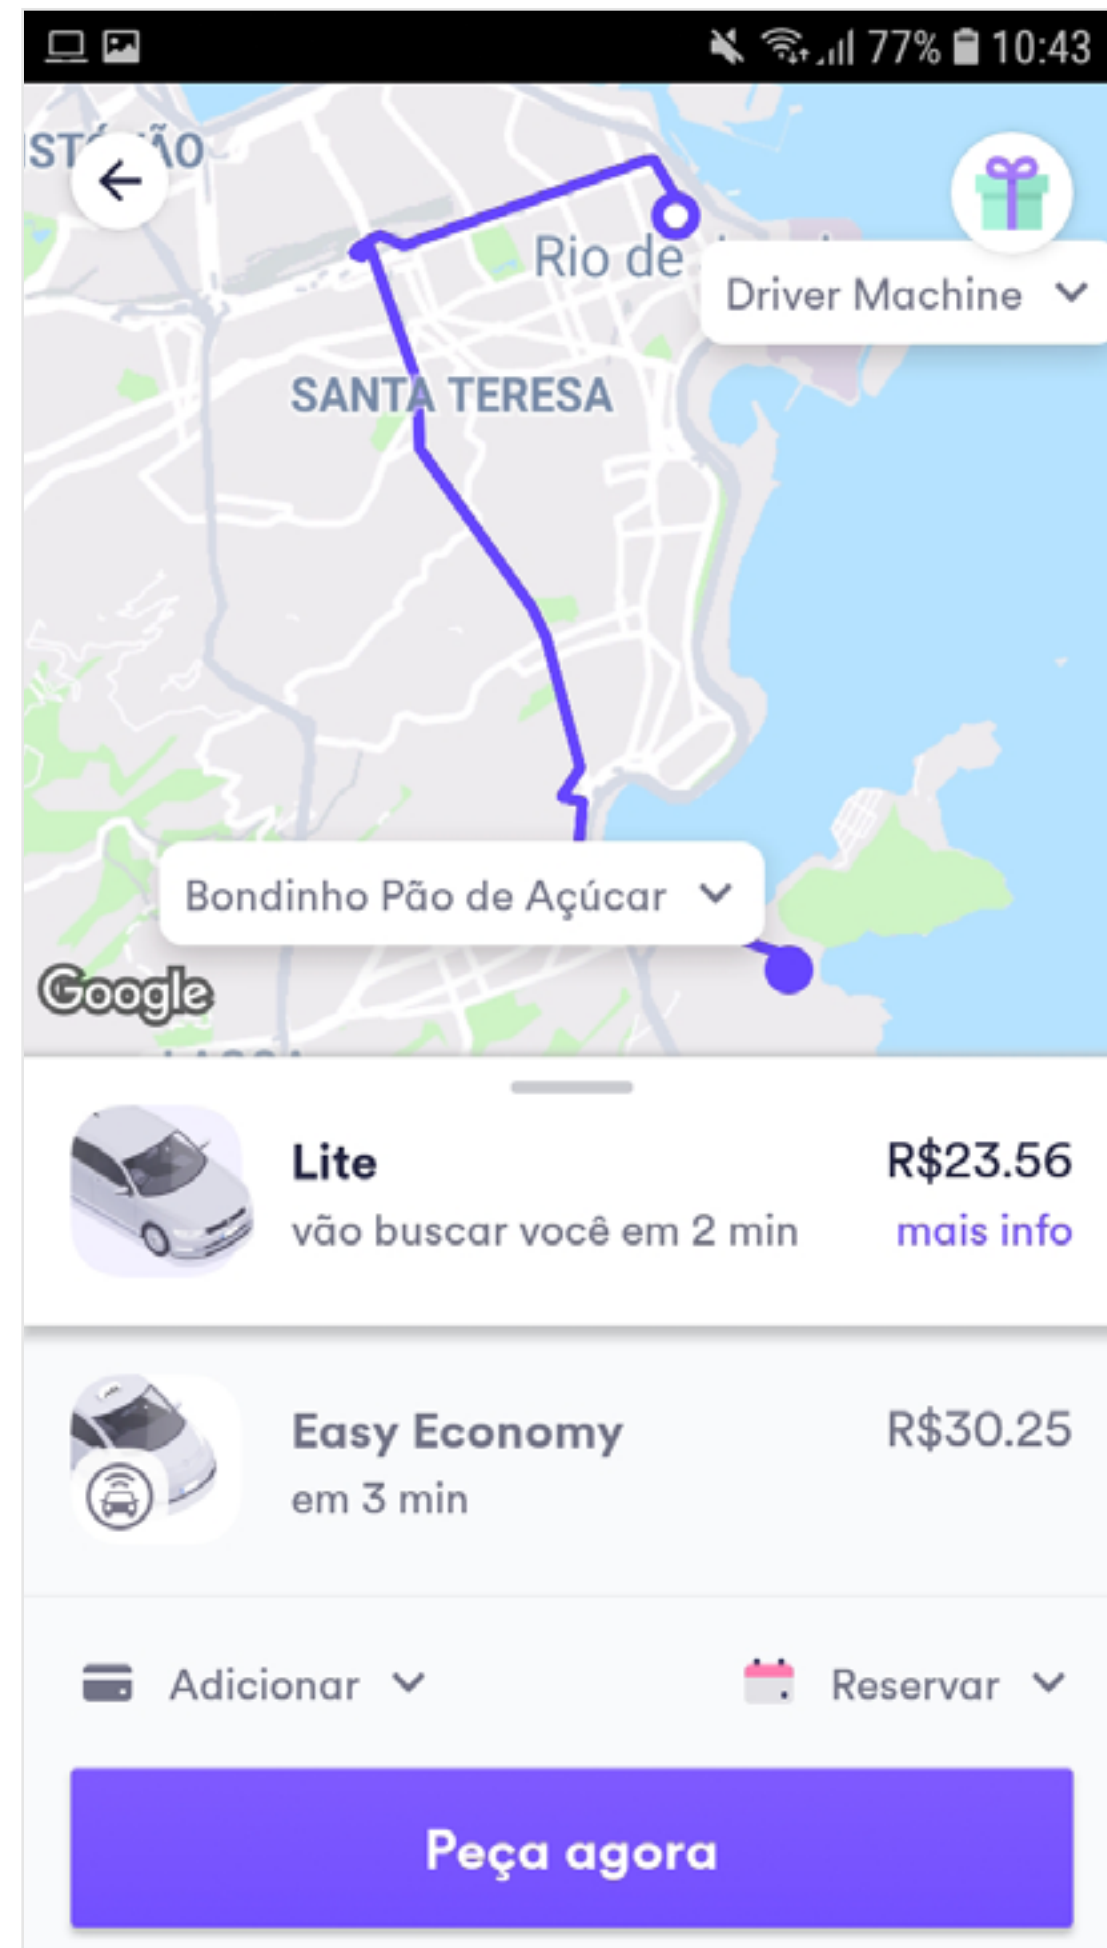 77% 10:43
Rio de
Driver Machine
SANTA TERESA
Bondinho Pão de Açúcar
Google
Lite
R$23.56
vão buscar você em 2 min
mais info
Easy Economy
R$30.25
em 3 min
Adicionar
Reservar
Peça agora